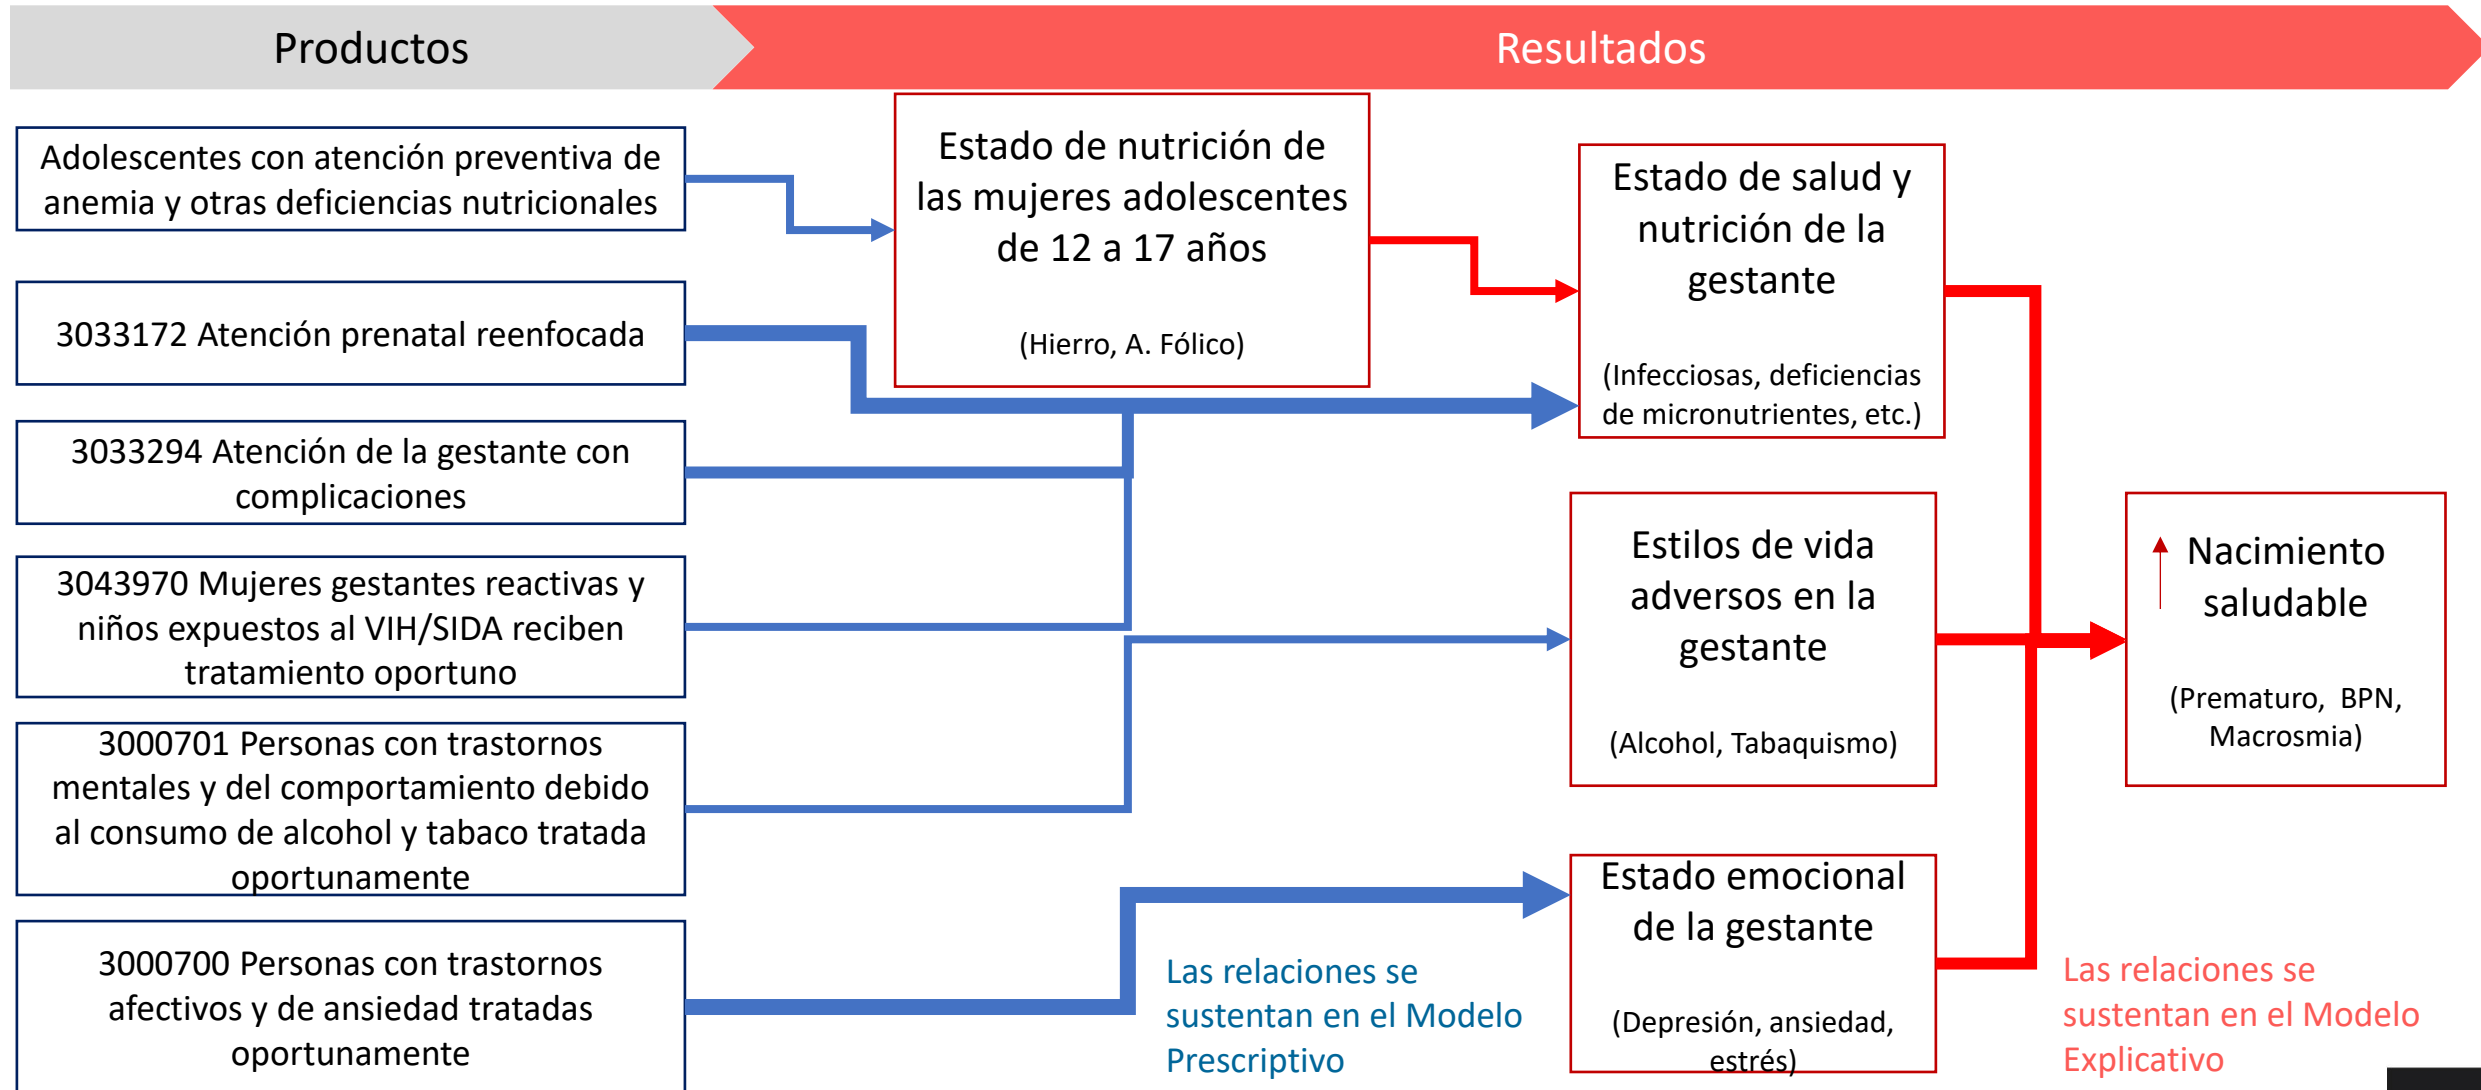 Productos
Resultados
Adolescentes con atención preventiva de
anemia y otras deficiencias nutricionales
3033172 Atención prenatal reenfocada
3033294 Atención de la gestante con
complicaciones
3043970 Mujeres gestantes reactivas y
niños expuestos al VIH/SIDA reciben
tratamiento oportuno
3000701 Personas con trastornos
mentales y del comportamiento debido
al consumo de alcohol y tabaco tratada
oportunamente
3000700 Personas con trastornos
afectivos y de ansiedad tratadas
oportunamente
Estado de nutrición de
las mujeres adolescentes
de 12 a 17 años
(Hierro, A. Fólico)
Estado de salud y
nutrición de la
gestante
(Infecciosas, deficiencias
de micronutrientes, etc.)
Estilos de vida
adversos en la
gestante
(Alcohol, Tabaquismo)
Estado emocional
de la gestante
(Depresión, ansiedad,
estrés)
Nacimiento
saludable
(Prematuro, BPN,
Macrosmia)
Las relaciones se
sustentan en el Modelo
Prescriptivo
Las relaciones se
sustentan en el Modelo
Explicativo